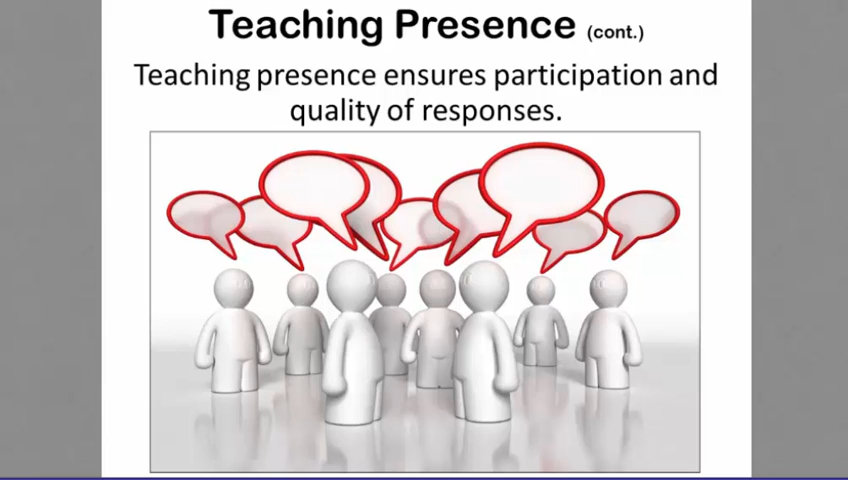 Teaching Presence (cont.)
Teaching presence ensures participation and
quality of responses.